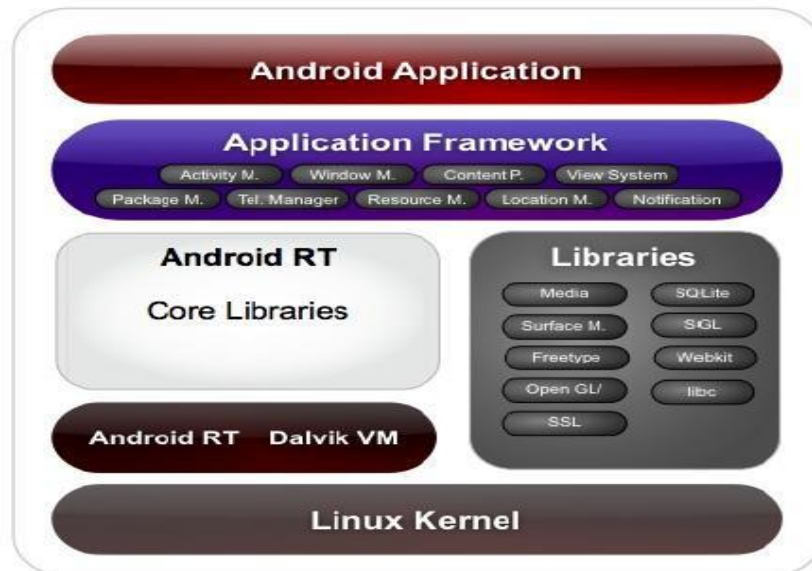 Android Application
Application Framework
Activity M. Window M. Content P. View System
Package M. Tel. Manager Resource M. Location M. Notification
Android RT
Core Libraries
Android RT Dalvik VM
Libraries
Media SQLite
Surface M. SGL
Freetype Webkit
Open GL/ libc
SSL
Linux Kernel